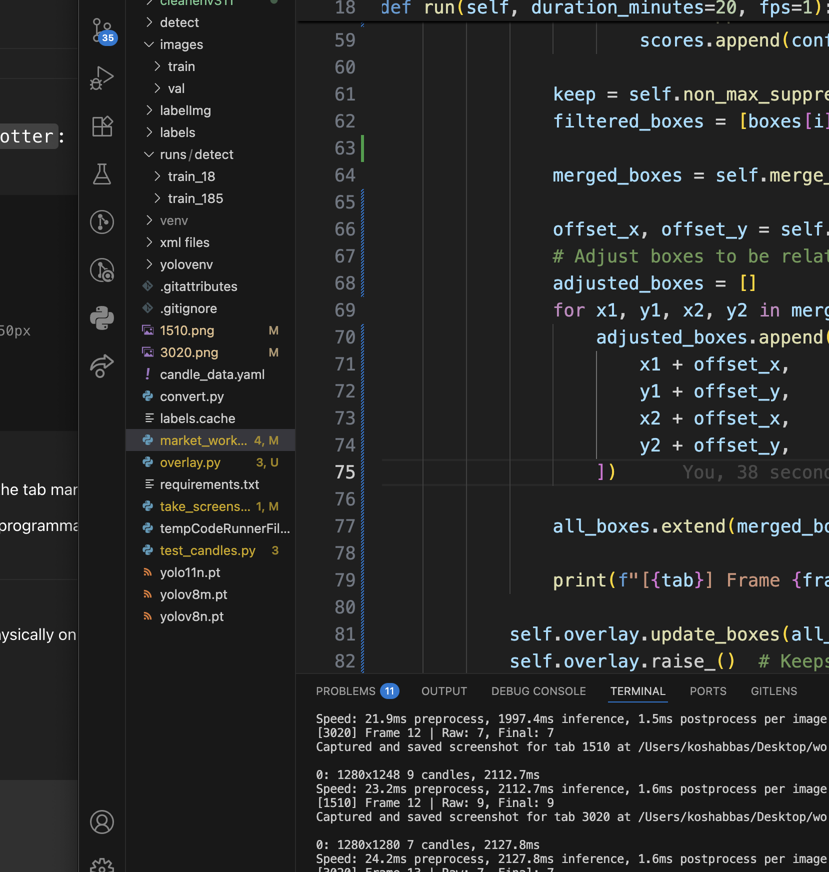 otter:
50px
he tab mar
programma
ysically on
35
cleanenv311
detect
images
train
val
labelImg
labels
runs/detect
train_18
train_185
venv
xml files
yolovenv
.gitattributes
.gitignore
1510.png M
3020.png M
candle_data.yaml
convert.py
labels.cache
market_work... 4, M
overlay.py 3, U
requirements.txt
take_screens... 1, M
tempCodeRunnerFil...
test_candles.py 3
yolo11n.pt
yolov8m.pt
yolov8n.pt
18 def run(self, duration_minutes=20, fps=1):
59 scores.append(conf
60
61 keep = self.non_max_suppre
62 filtered_boxes = [boxes[i]
63
64 merged_boxes = self.merge_
65
66 offset_x, offset_y = self.
67 # Adjust boxes to be relat
68 adjusted_boxes = []
69 for x1, y1, x2, y2 in merg
70 adjusted_boxes.append(
71 x1 + offset_x,
72 y1 + offset_y,
73 x2 + offset_x,
74 y2 + offset_y,
75 ]) You, 38 second
76
77 all_boxes.extend(merged_bo
78
79 print(f"[{tab}] Frame {fra
80
81 self.overlay.update_boxes(all_
82 self.overlay.raise_() # Keeps
PROBLEMS 11 OUTPUT DEBUG CONSOLE TERMINAL PORTS GITLENS
Speed: 21.9ms preprocess, 1997.4ms inference, 1.5ms postprocess per image
[3020] Frame 12 | Raw: 7, Final: 7
Captured and saved screenshot for tab 1510 at /Users/koshabbas/Desktop/wo
0: 1280x1248 9 candles, 2112.7ms
Speed: 23.2ms preprocess, 2112.7ms inference, 1.6ms postprocess per image
[1510] Frame 12 | Raw: 9, Final: 9
Captured and saved screenshot for tab 3020 at /Users/koshabbas/Desktop/wo
0: 1280x1280 7 candles, 2127.8ms
Speed: 24.2ms preprocess, 2127.8ms inference, 1.6ms postprocess per image
[3020] Frame 13 | Raw: 7, Final: 7